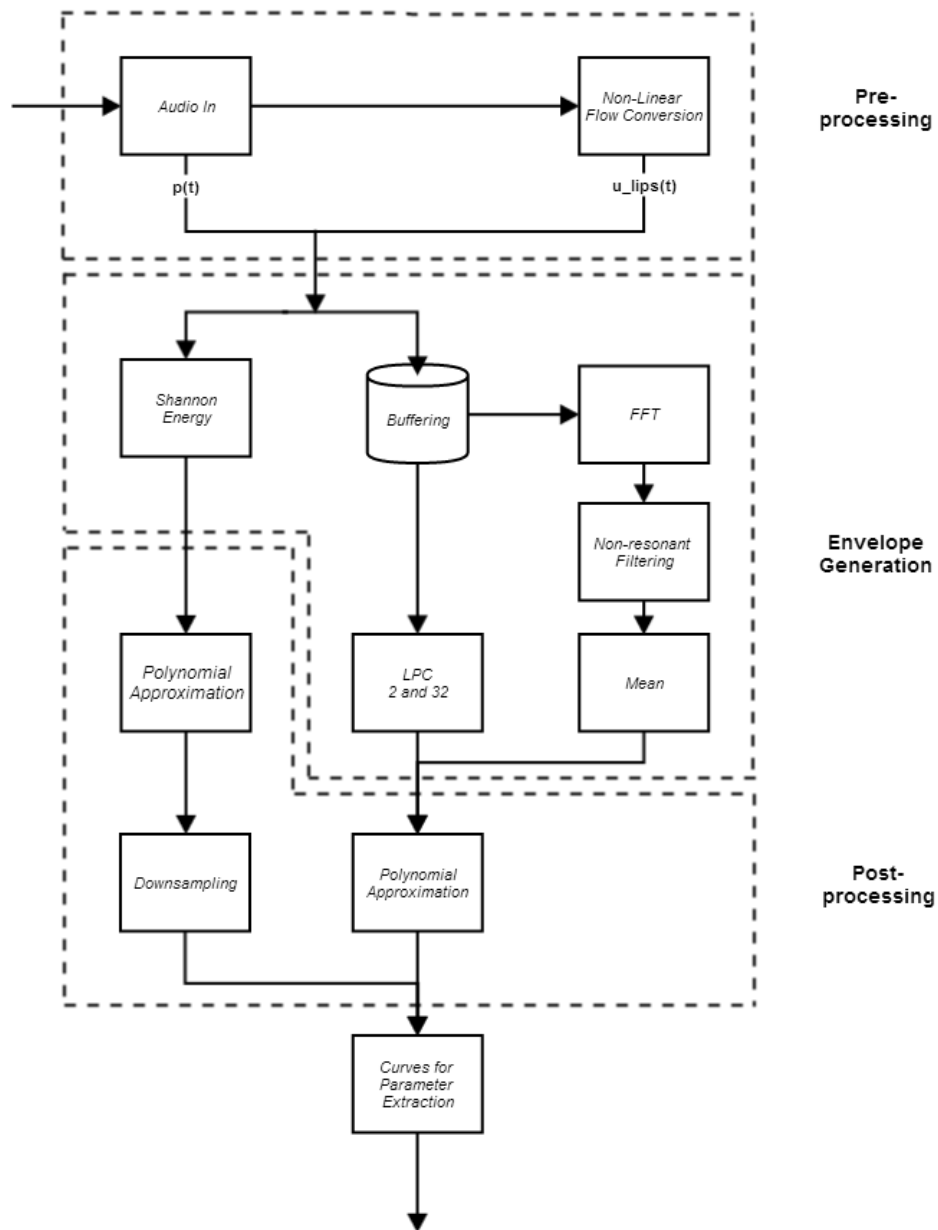 Audio In
Non-Linear
Flow Conversion
Pre-
processing
p(t)
u_lips(t)
Shannon
Energy
Buffering
FFT
Non-resonant
Filtering
Envelope
Generation
Polynomial
Approximation
LPC
2 and 32
Mean
Downsampling
Polynomial
Approximation
Post-
processing
Curves for
Parameter
Extraction